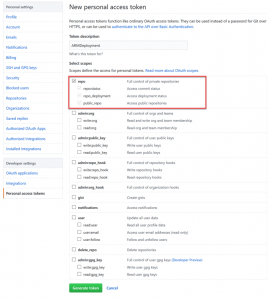 Personal settings
Profile
Account
Emails
Notifications
Billing
SSH and GPG keys
Security
Blocked users
Repositories
Organizations
Saved replies
Authorized OAuth Apps
Authorized Integrations
Installed integrations
Developer settings
OAuth applications
Integrations
Personal access tokens
New personal access token
Personal access tokens function like ordinary OAuth access tokens. They can be used instead of a password for Git over
HTTPS, or can be used to authenticate to the API over Basic Authentication.
Token description
ARMDeployment
What's this token for?
Select scopes
Scopes define the access for personal tokens. Read more about OAuth scopes.
repo Full control of private repositories
repo:status Access commit status
repo_deployment Access deployment status
public_repo Access public repositories
admin:org Full control of orgs and teams
write:org Read and write org and team membership
read:org Read org and team membership
admin:public_key Full control of user public keys
write:public_key Write user public keys
read:public_key Read user public keys
admin:repo_hook Full control of repository hooks
write:repo_hook Write repository hooks
read:repo_hook Read repository hooks
admin:org_hook Full control of organization hooks
gist Create gists
notifications Access notifications
user Update all user data
read:user Read all user profile data
user:email Access user email addresses (read-only)
user:follow Follow and unfollow users
delete_repo Delete repositories
admin:gpg_key Full control of user gpg keys (Developer Preview)
write:gpg_key Write user gpg keys
read:gpg_key Read user gpg keys
Generate token Cancel